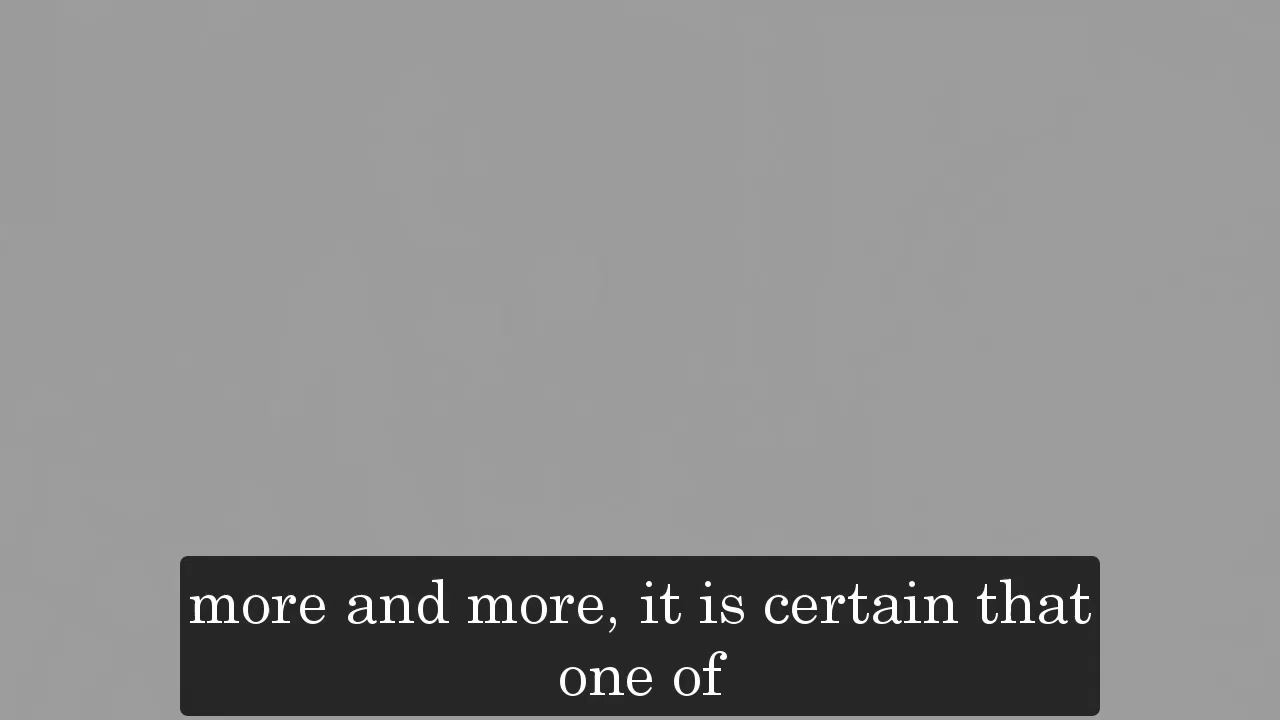 more and more, it is certain that
one of